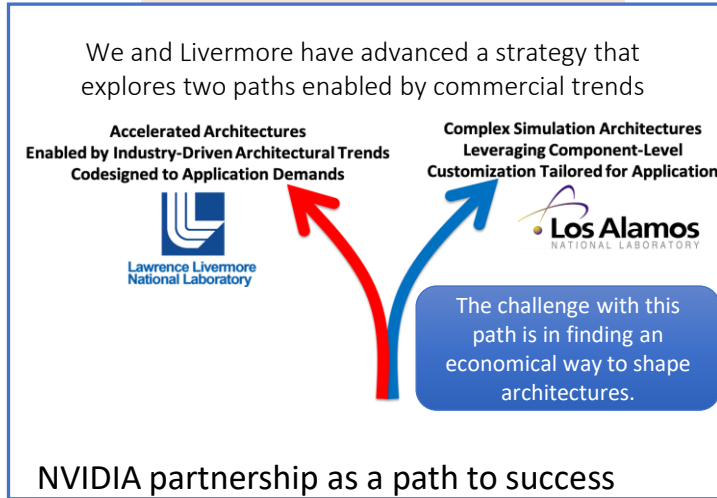 We and Livermore have advanced a strategy that
explores two paths enabled by commercial trends
Accelerated Architectures
Enabled by Industry-Driven Architectural Trends
Codesigned to Application Demands
Lawrence Livermore
National Laboratory
Complex Simulation Architectures
Leveraging Component-Level
Customization Tailored for Application
Los Alamos
NATIONAL LABORATORY
The challenge with this
path is in finding an
economical way to shape
architectures.
NVIDIA partnership as a path to success